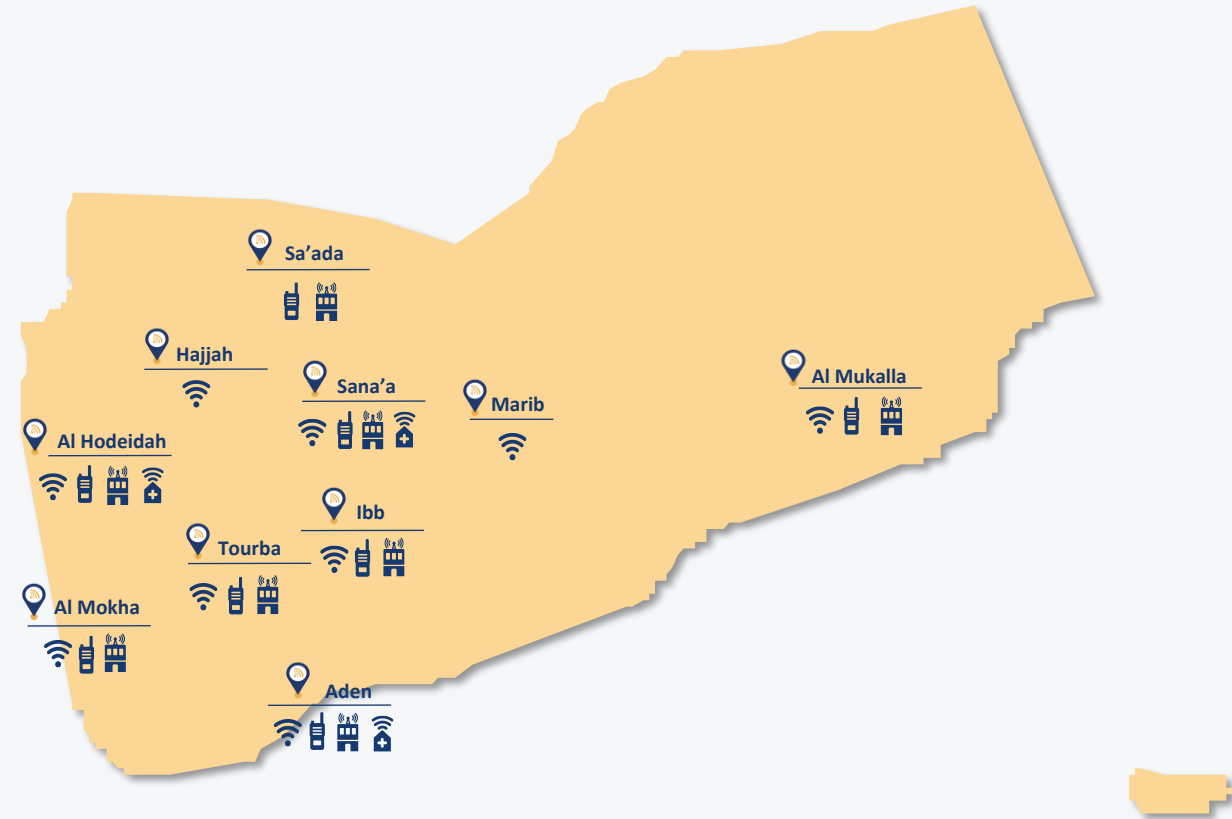 Sa’ada
Hajjah
Sana’a
Al Mukalla
Marib
Al Hodeidah
Ibb
Tourba
Al Mokha
Aden